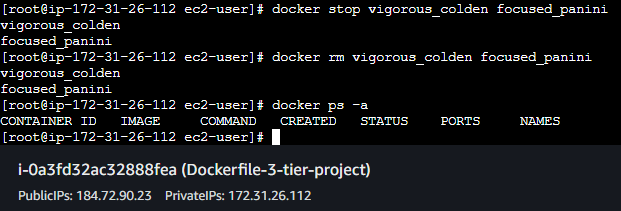 [root@ip-172-31-26-112 ec2-user]# docker stop vigorous_colden focused_panini
vigorous_colden
focused_panini
[root@ip-172-31-26-112 ec2-user]# docker rm vigorous_colden focused_panini
vigorous_colden
focused_panini
[root@ip-172-31-26-112 ec2-user]# docker ps -a
CONTAINER ID   IMAGE     COMMAND   CREATED   STATUS    PORTS     NAMES
[root@ip-172-31-26-112 ec2-user]#
i-0a3fd32ac32888fea (Dockerfile-3-tier-project)
PublicIPs: 184.72.90.23   PrivateIPs: 172.31.26.112